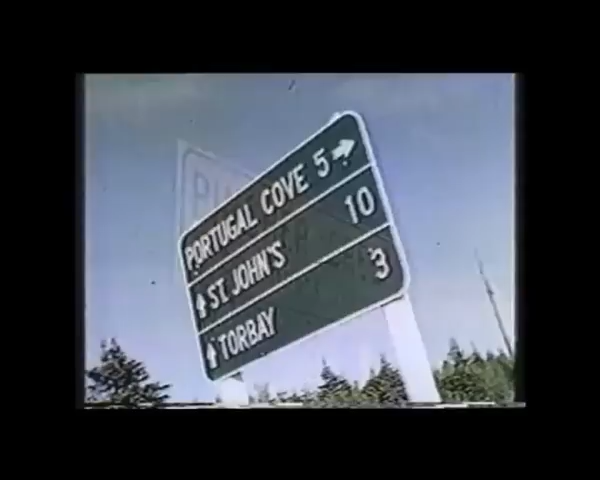 PORTUGAL COVE 5 →
↑ ST. JOHN'S 10
↑ TORBAY 3